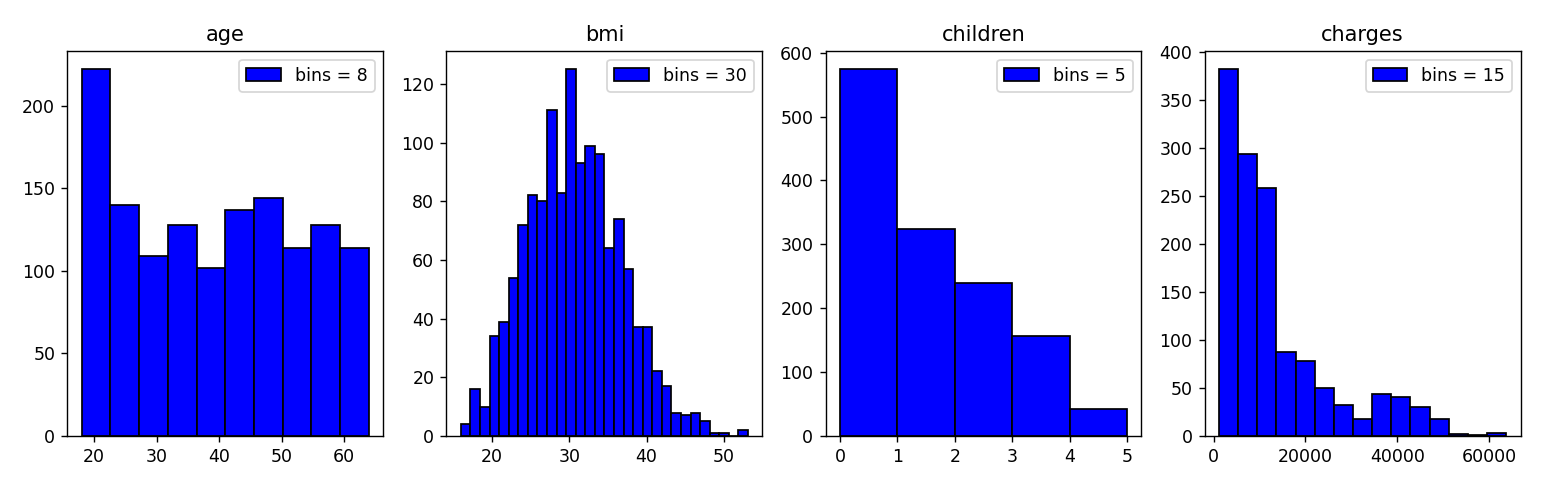 age
bins = 8
200
150
100
50
0
20 30 40 50 60
bmi
bins = 30
120
100
80
60
40
20
0
20 30 40 50
children
bins = 5
600
500
400
300
200
100
0
0 1 2 3 4 5
charges
bins = 15
400
350
300
250
200
150
100
50
0
0 20000 40000 60000